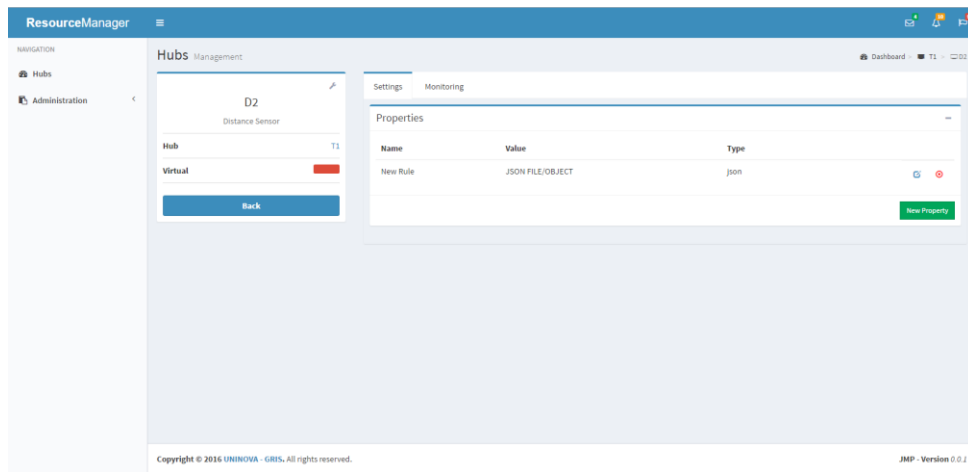 ResourceManager
NAVIGATION
Hubs
Administration
Hubs Management
Dashboard > T1 > D2
D2
Distance Sensor
Hub T1
Virtual
Back
Settings Monitoring
Properties
Name Value Type
New Rule JSON FILE/OBJECT json
New Property
Copyright © 2016 UNINOVA - GRIS. All rights reserved.
JMP - Version 0.0.1